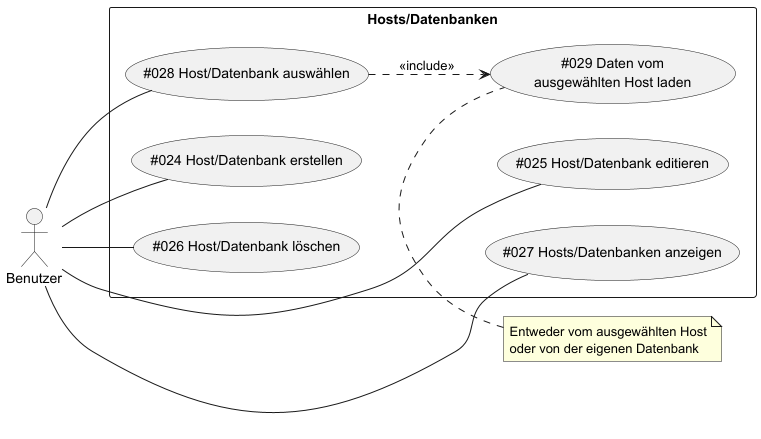 Hosts/Datenbanken
#028 Host/Datenbank auswählen
«include»
#029 Daten vom
ausgewählten Host laden
#024 Host/Datenbank erstellen
#025 Host/Datenbank editieren
#026 Host/Datenbank löschen
#027 Hosts/Datenbanken anzeigen
Benutzer
Entweder vom ausgewählten Host
oder von der eigenen Datenbank